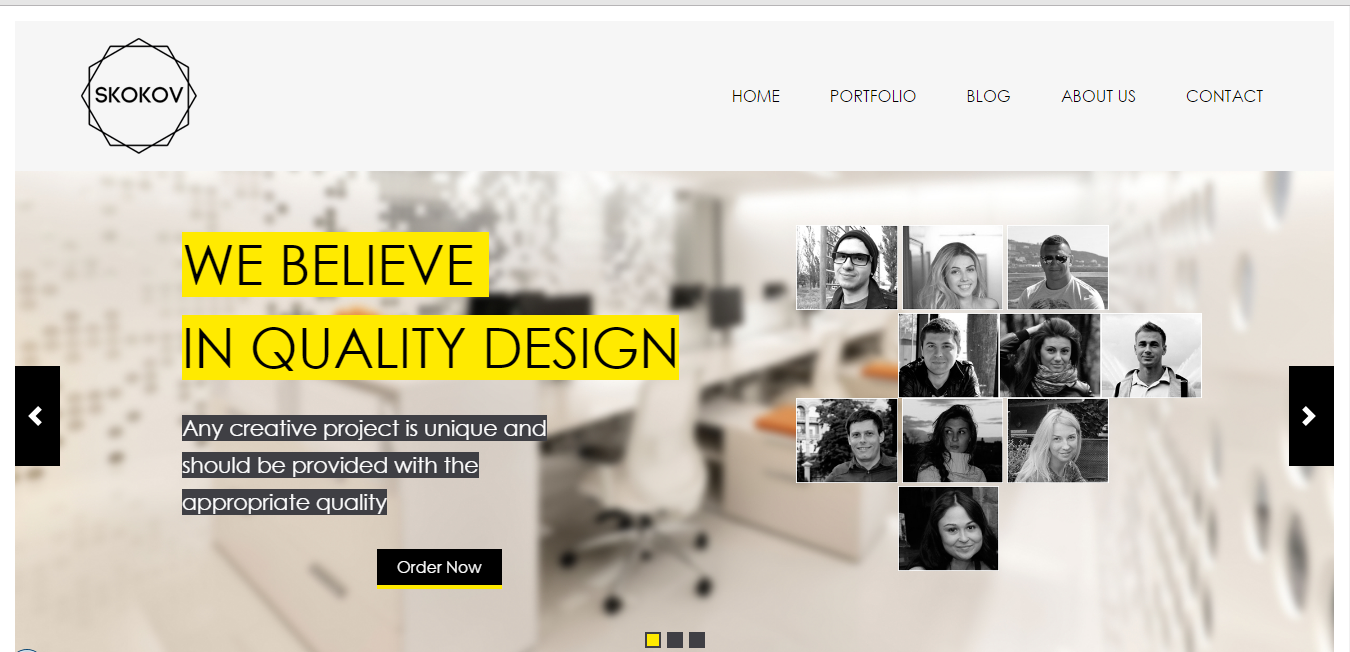 SKOKOV
HOME PORTFOLIO BLOG ABOUT US CONTACT
WE BELIEVE
IN QUALITY DESIGN
Any creative project is unique and
should be provided with the
appropriate quality
Order Now